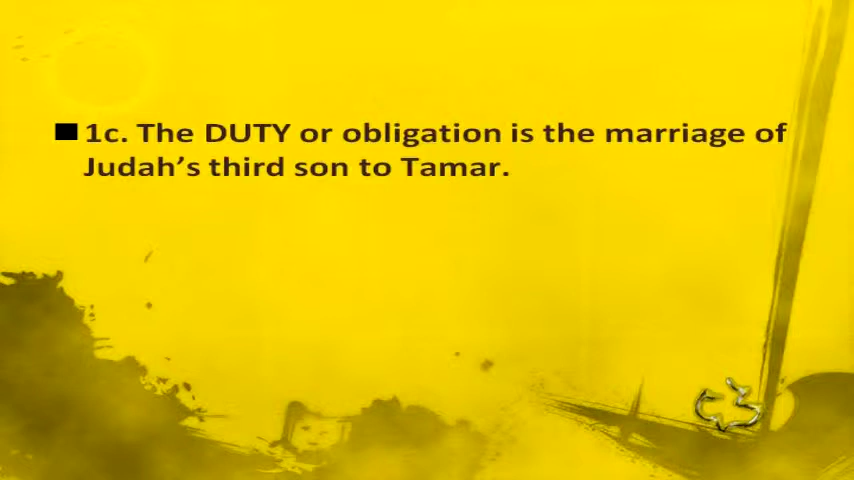 1c. The DUTY or obligation is the marriage of
Judah’s third son to Tamar.